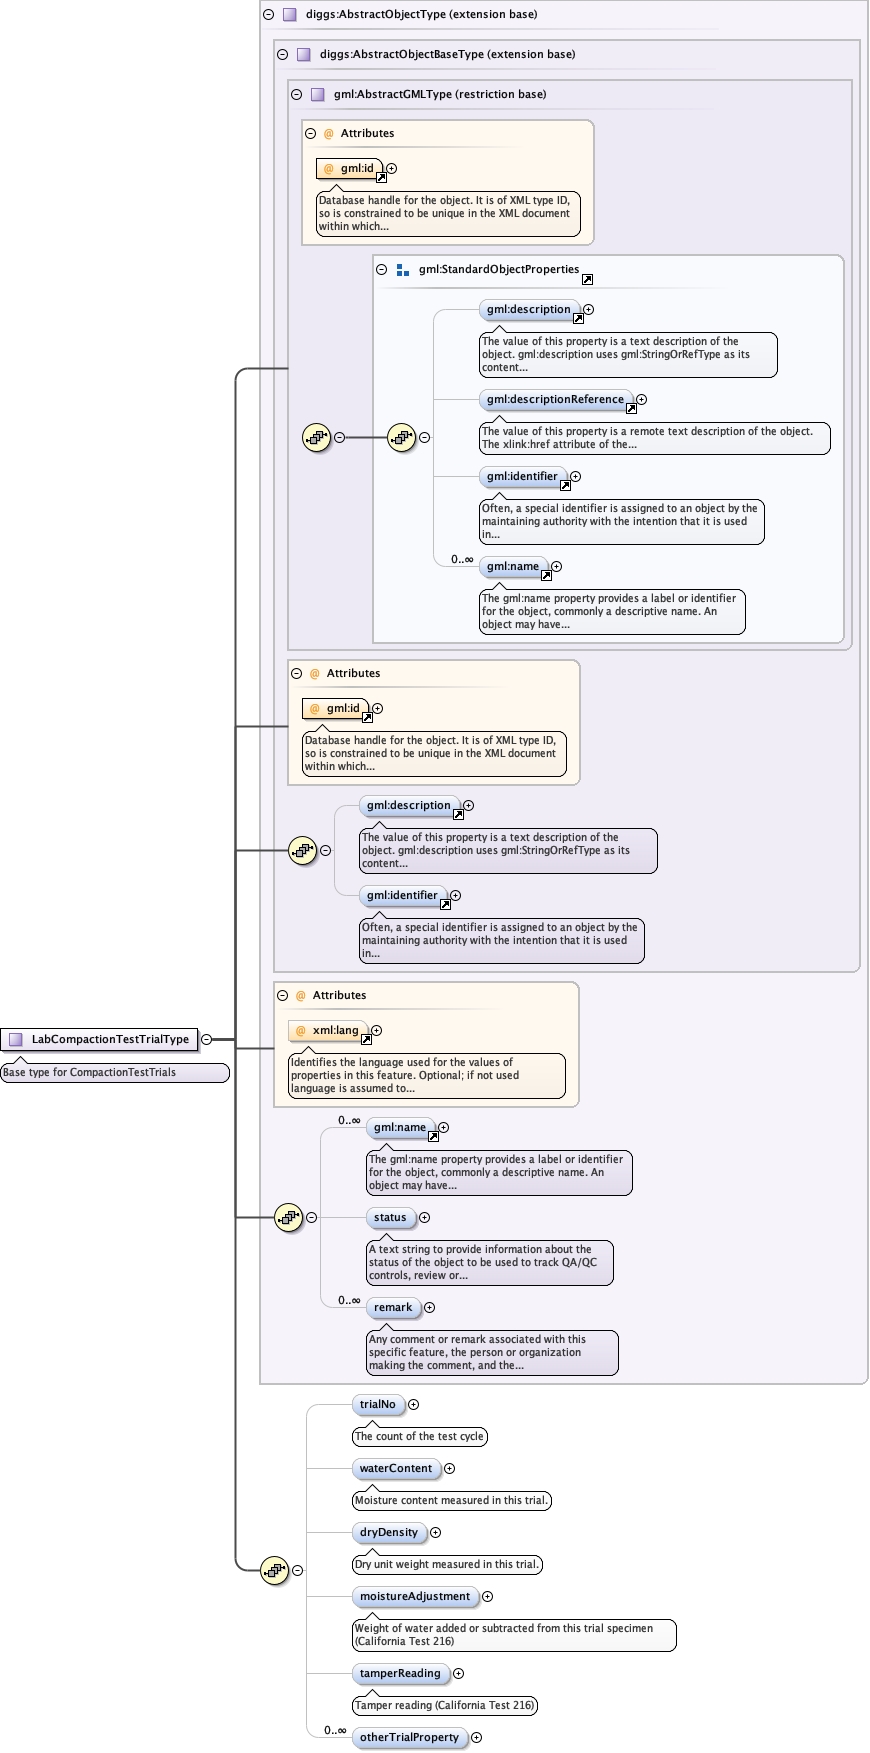 diggs:AbstractObjectType (extension base)
diggs:AbstractObjectBaseType (extension base)
gml:AbstractGMLType (restriction base)
@ Attributes
@ gml:id
Database handle for the object. It is of XML type ID,
so is constrained to be unique in the XML document
within which...
gml:StandardObjectProperties
gml:description
The value of this property is a text description of the
object. gml:description uses gml:StringOrRefType as its
content...
gml:descriptionReference
The value of this property is a remote text description of the object.
The xlink:href attribute of the...
gml:identifier
Often, a special identifier is assigned to an object by the
maintaining authority with the intention that it is used
in...
0..∞
gml:name
The gml:name property provides a label or identifier
for the object, commonly a descriptive name. An
object may have...
@ Attributes
@ gml:id
Database handle for the object. It is of XML type ID,
so is constrained to be unique in the XML document
within which...
gml:description
The value of this property is a text description of the
object. gml:description uses gml:StringOrRefType as its
content...
gml:identifier
Often, a special identifier is assigned to an object by the
maintaining authority with the intention that it is used
in...
@ Attributes
@ xml:lang
Identifies the language used for the values of
properties in this feature. Optional; if not used
language is assumed to...
LabCompactionTestTrialType
Base type for CompactionTestTrials
0..∞
gml:name
The gml:name property provides a label or identifier
for the object, commonly a descriptive name. An
object may have...
status
A text string to provide information about the
status of the object to be used to track QA/QC
controls, review or...
0..∞
remark
Any comment or remark associated with this
specific feature, the person or organization
making the comment, and the...
trialNo
The count of the test cycle
waterContent
Moisture content measured in this trial.
dryDensity
Dry unit weight measured in this trial.
moistureAdjustment
Weight of water added or subtracted from this trial specimen
(California Test 216)
tamperReading
Tamper reading (California Test 216)
0..∞
otherTrialProperty